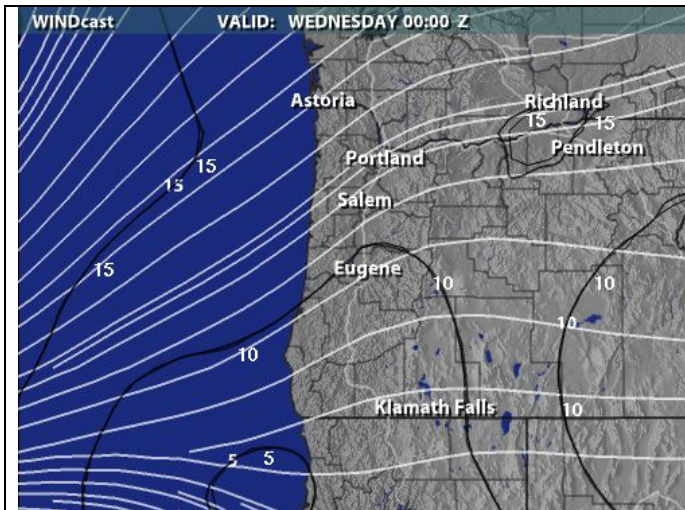 WINDcast VALID: WEDNESDAY 00:00 Z
Astoria
Richland
15
15
Pendleton
Portland
15
15
Salem
Eugene
15
10
10
10
10
Klamath Falls
10
5
5